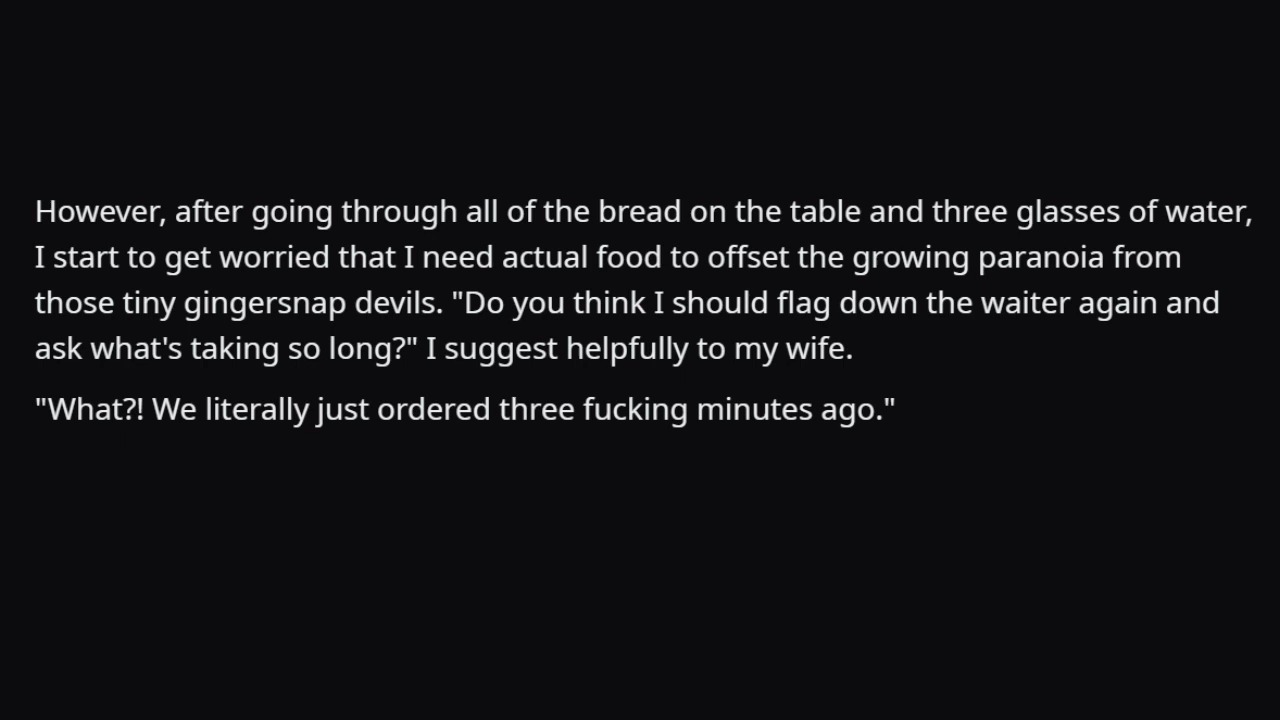 However, after going through all of the bread on the table and three glasses of water,
I start to get worried that I need actual food to offset the growing paranoia from
those tiny gingersnap devils. "Do you think I should flag down the waiter again and
ask what's taking so long?" I suggest helpfully to my wife.
"What?! We literally just ordered three fucking minutes ago."